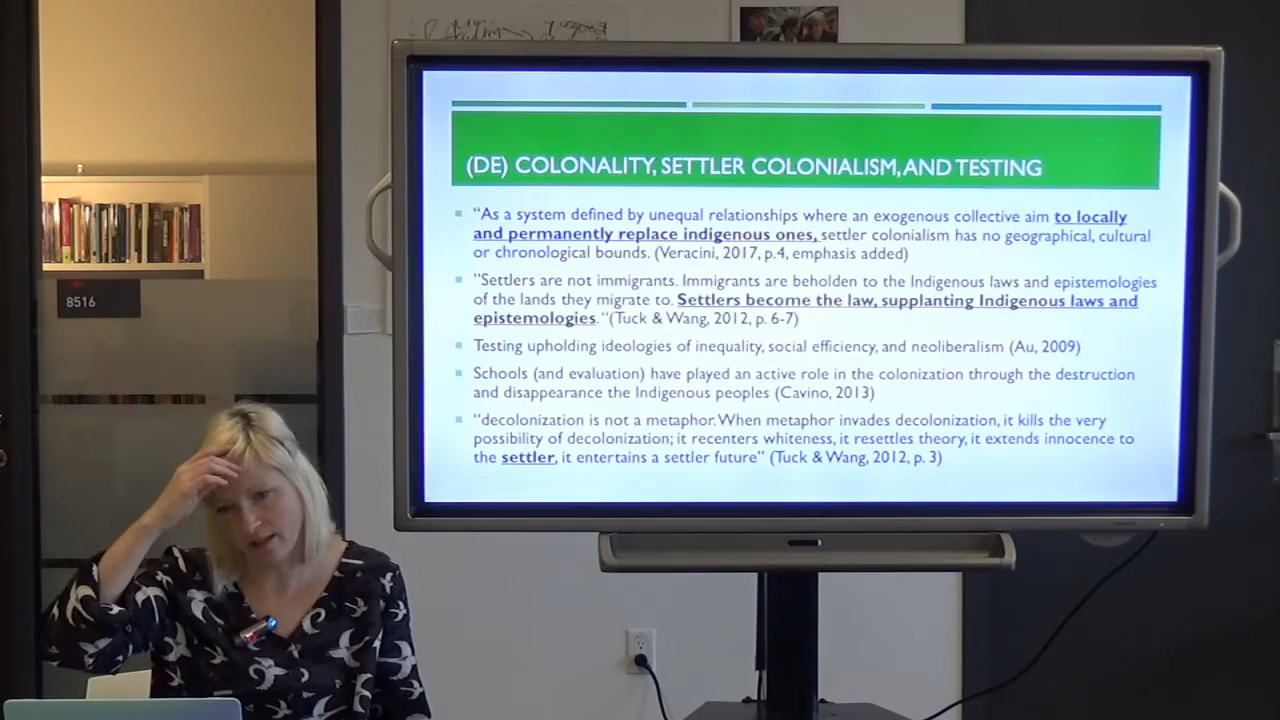 (DE) COLONALITY, SETTLER COLONIALISM, AND TESTING
"As a system defined by unequal relationships where an exogenous collective aim to locally
and permanently replace indigenous ones, settler colonialism has no geographical, cultural
or chronological bounds. (Veracini, 2017, p.4, emphasis added)
"Settlers are not immigrants. Immigrants are beholden to the Indigenous laws and epistemologies
of the lands they migrate to. Settlers become the law, supplanting Indigenous laws and
epistemologies." (Tuck & Wang, 2012, p. 6-7)
Testing upholding ideologies of inequality, social efficiency, and neoliberalism (Au, 2009)
Schools (and evaluation) have played an active role in the colonization through the destruction
and disappearance the Indigenous peoples (Cavino, 2013)
"decolonization is not a metaphor. When metaphor invades decolonization, it kills the very
possibility of decolonization; it recenters whiteness, it resettles theory, it extends innocence to
the settler, it entertains a settler future" (Tuck & Wang, 2012, p. 3)
8516